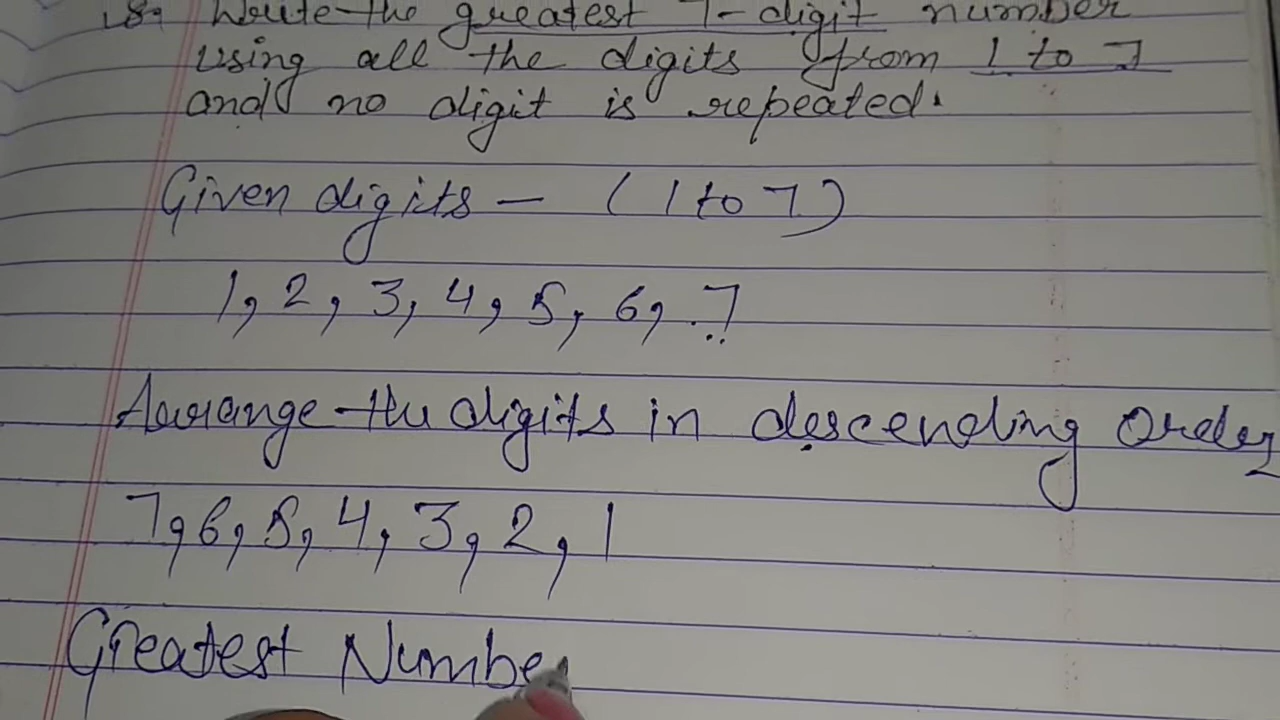 18. Write the greatest 7-digit number
using all the digits from 1 to 7
and no digit is repeated.
Given digits - (1 to 7)
1, 2, 3, 4, 5, 6, 7
Arrange the digits in descending Order
7, 6, 5, 4, 3, 2, 1
Greatest Numbe